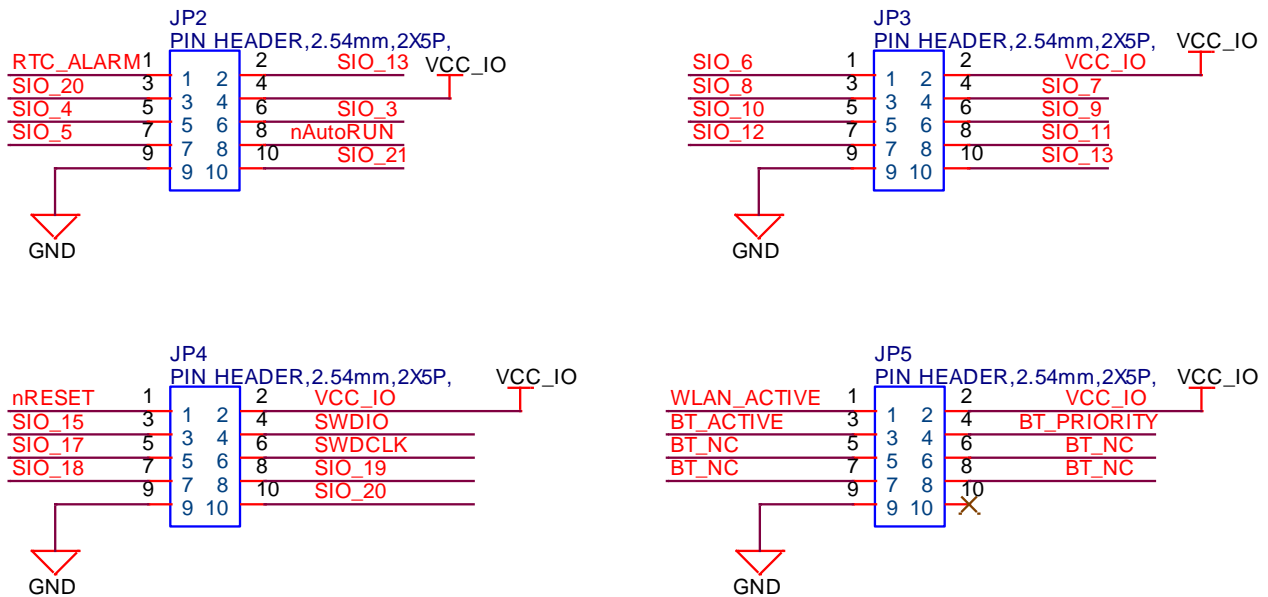 JP2
PIN HEADER,2.54mm,2X5P,
RTC_ALARM 1 1 2 2 SIO_13 VCC_IO
SIO_20 3 3 4 4
SIO_4 5 5 6 6 SIO_3
SIO_5 7 7 8 8 nAutoRUN
9 9 10 10 SIO_21
GND
JP3
PIN HEADER,2.54mm,2X5P, VCC_IO
SIO_6 1 1 2 2 VCC_IO
SIO_8 3 3 4 4 SIO_7
SIO_10 5 5 6 6 SIO_9
SIO_12 7 7 8 8 SIO_11
9 9 10 10 SIO_13
GND
JP4
PIN HEADER,2.54mm,2X5P, VCC_IO
nRESET 1 1 2 2 VCC_IO
SIO_15 3 3 4 4 SWDIO
SIO_17 5 5 6 6 SWDCLK
SIO_18 7 7 8 8 SIO_19
9 9 10 10 SIO_20
GND
JP5
PIN HEADER,2.54mm,2X5P, VCC_IO
WLAN_ACTIVE 1 1 2 2 VCC_IO
BT_ACTIVE 3 3 4 4 BT_PRIORITY
BT_NC 5 5 6 6 BT_NC
BT_NC 7 7 8 8 BT_NC
9 9 10 10
GND